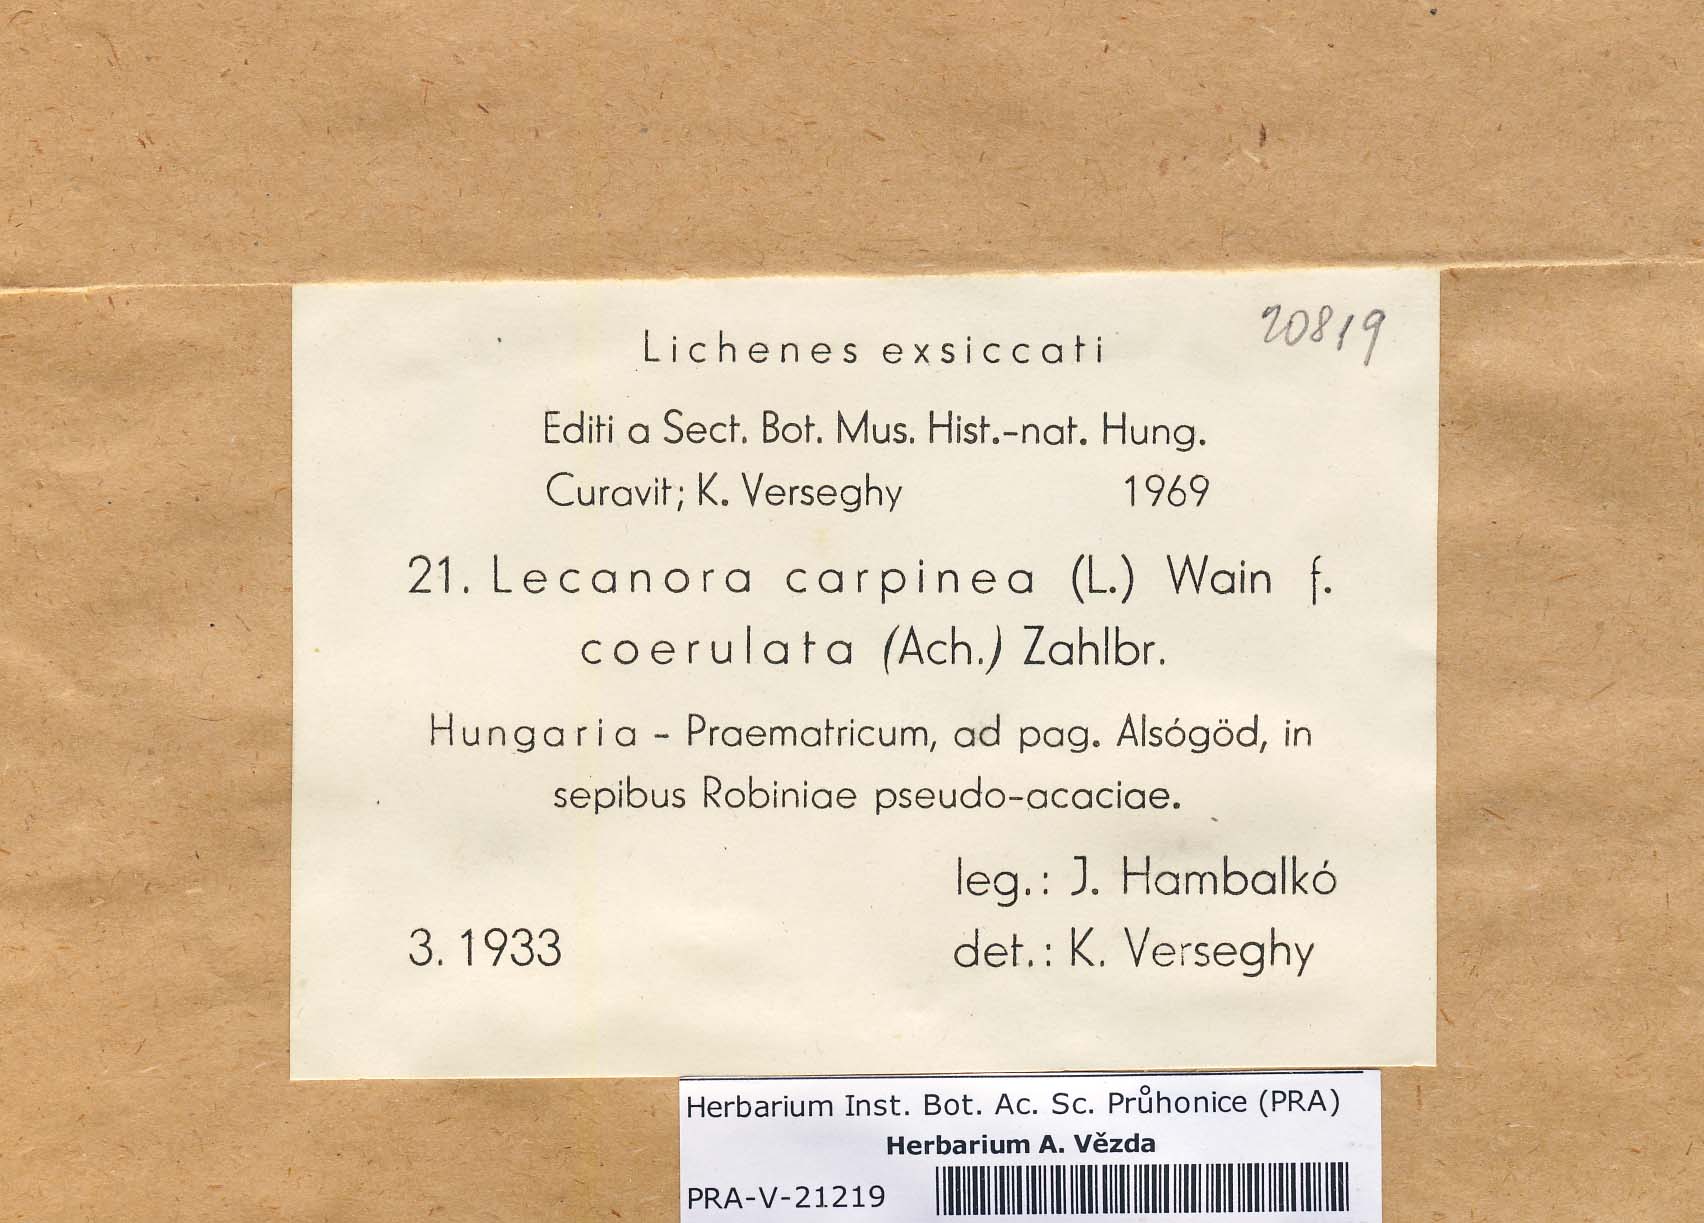 20819
Lichenes exsiccati
Editi a Sect. Bot. Mus. Hist.-nat. Hung.
Curavit; K. Verseghy 1969
21. Lecanora carpinea (L.) Wain f.
coerulata (Ach.) Zahlbr.
Hungaria - Praematricum, ad pag. Alsógöd, in
sepibus Robiniae pseudo-acaciae.
leg.: J. Hambalkó
3. 1933 det.: K. Verseghy
Herbarium Inst. Bot. Ac. Sc. Průhonice (PRA)
Herbarium A. Vězda
PRA-V-21219